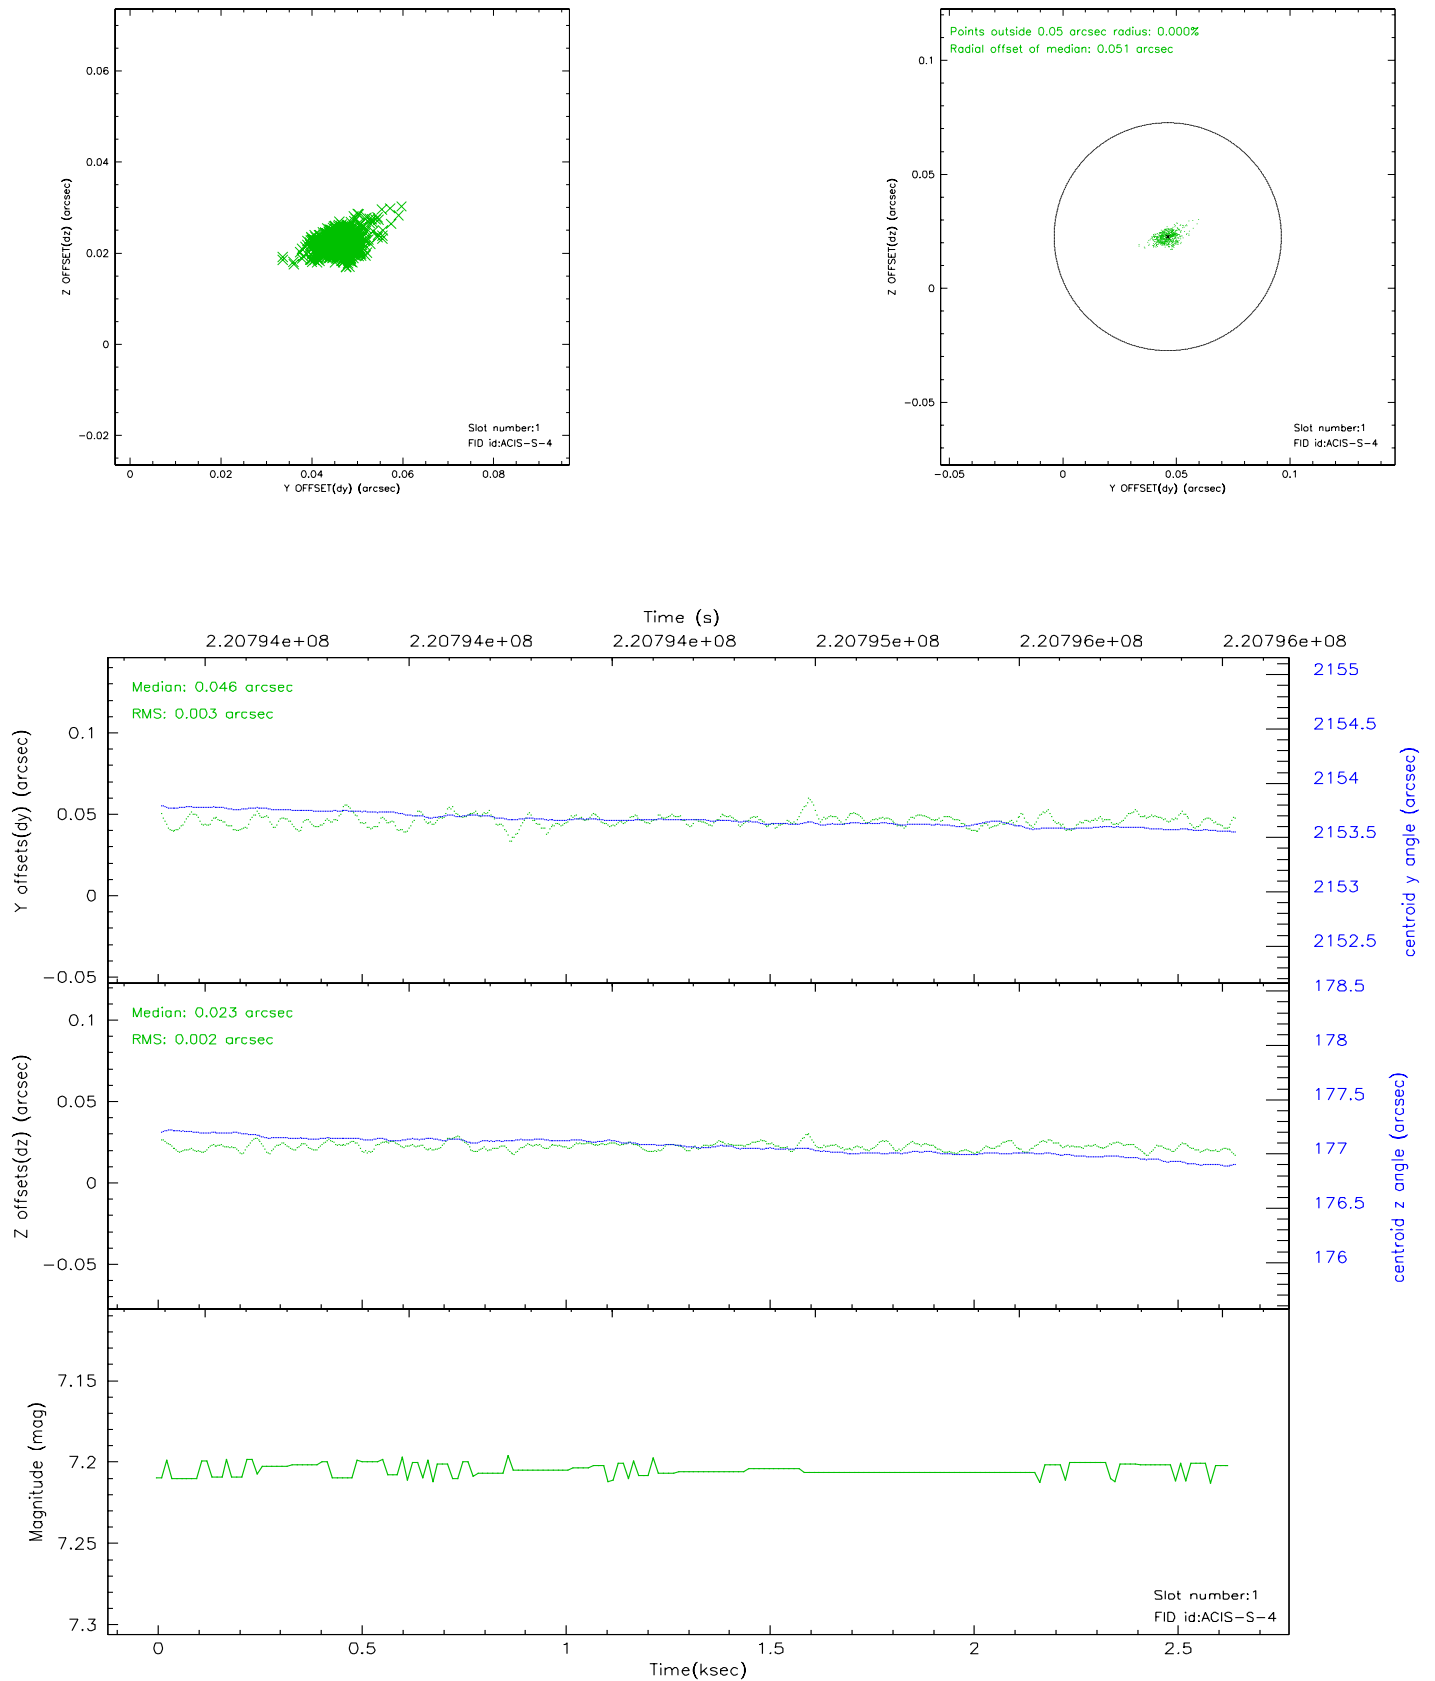 0.06
0.04
0.02
0
−0.02
Z OFFSET(dz) (arcsec)
0
0.02
0.04
0.06
0.08
Y OFFSET(dy) (arcsec)
Slot number:1
FID id:ACIS−S−4
Points outside 0.05 arcsec radius: 0.000%
Radial offset of median: 0.051 arcsec
0.1
0.05
0
−0.05
Z OFFSET(dz) (arcsec)
−0.05
0
0.05
0.1
Y OFFSET(dy) (arcsec)
Slot number:1
FID id:ACIS−S−4
Time (s)
2.20794e+08
2.20794e+08
2.20794e+08
2.20795e+08
2.20796e+08
2.20796e+08
Median: 0.046 arcsec
RMS: 0.003 arcsec
0.1
0.05
0
−0.05
Y offsets(dy) (arcsec)
2155
2154.5
2154
2153.5
2153
2152.5
centroid y angle (arcsec)
Median: 0.023 arcsec
RMS: 0.002 arcsec
0.1
0.05
0
−0.05
Z offsets(dz) (arcsec)
178.5
178
177.5
177
176.5
176
centroid z angle (arcsec)
7.15
7.2
7.25
7.3
Magnitude (mag)
Slot number:1
FID id:ACIS−S−4
0
0.5
1
1.5
2
2.5
Time(ksec)